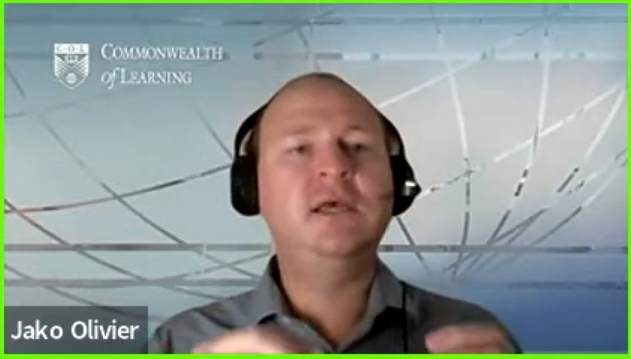 C O L
COMMONWEALTH
of LEARNING
Jako Olivier